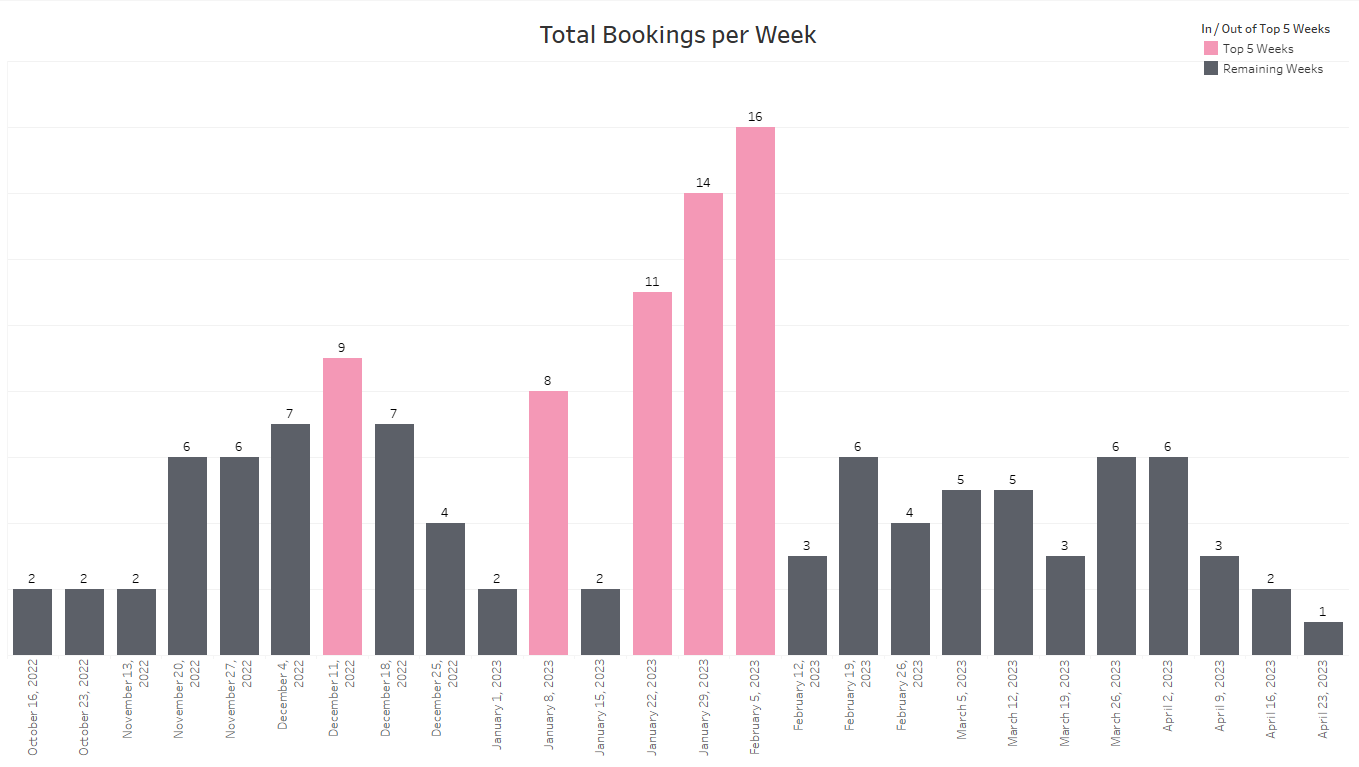 Total Bookings per Week
In / Out of Top 5 Weeks
Top 5 Weeks
Remaining Weeks
2
2
2
6
6
7
9
7
4
2
8
2
11
14
16
3
6
4
5
5
3
6
6
3
2
1
October 16, 2022
October 23, 2022
November 13,
2022
November 20,
2022
November 27,
2022
December 4,
2022
December 11,
2022
December 18,
2022
December 25,
2022
January 1, 2023
January 8, 2023
January 15, 2023
January 22, 2023
January 29, 2023
February 5, 2023
February 12,
2023
February 19,
2023
February 26,
2023
March 5, 2023
March 12, 2023
March 19, 2023
March 26, 2023
April 2, 2023
April 9, 2023
April 16, 2023
April 23, 2023